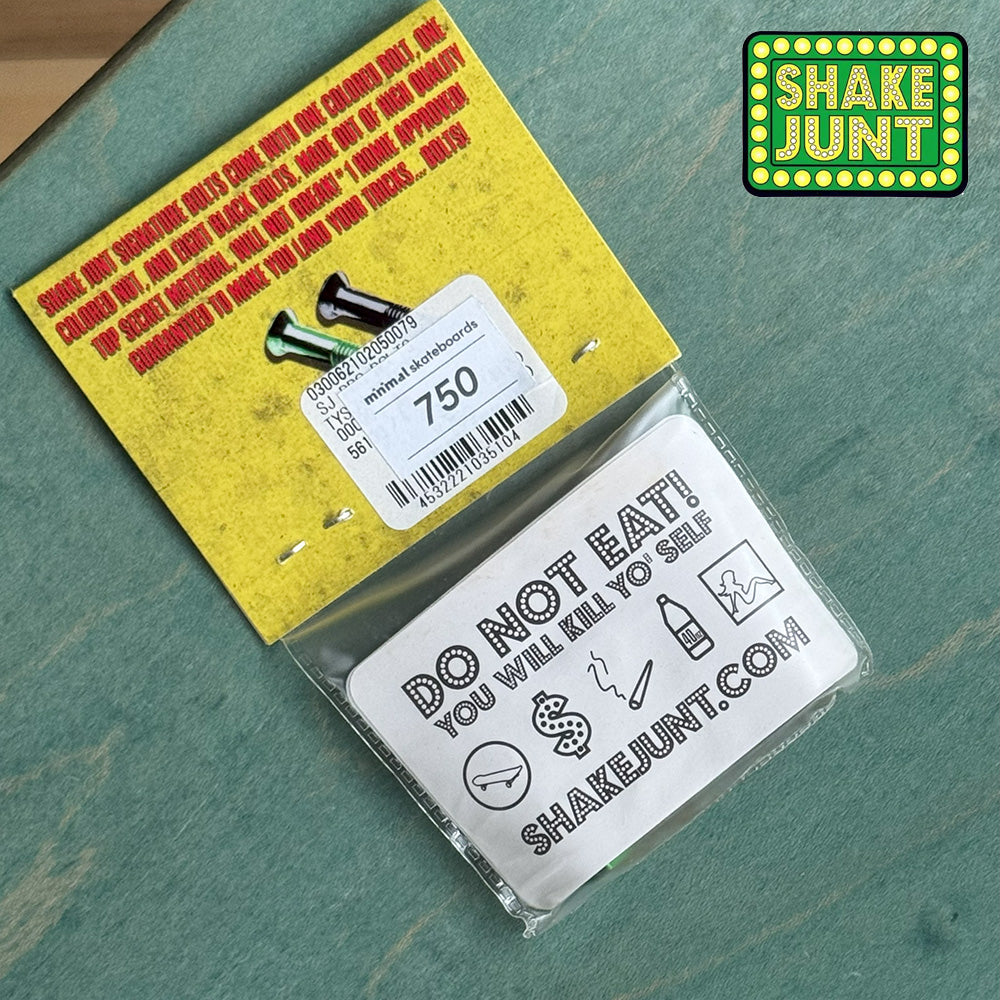 SHAKE
JUNT
SHAKE JUNT SIGNATURE BOLTS COME WITH ONE COLORED BOLT, ONE
COLORED NUT, AND EIGHT BLACK BOLTS. MADE OUT OF HIGH QUALITY
TOP SECRET MATERIAL. WILL NOT BREAK!* 1 HOMIE APPROVED!
GUARANTEED TO MAKE YOU LAND YOUR TRICKS... BOLTS!
030062102050079
SJ
TYS
000
561
minimal skateboards
750
4532221035104
DO NOT EAT!
YOU WILL KILL YO' SELF
40oz
SHAKEJUNT.COM